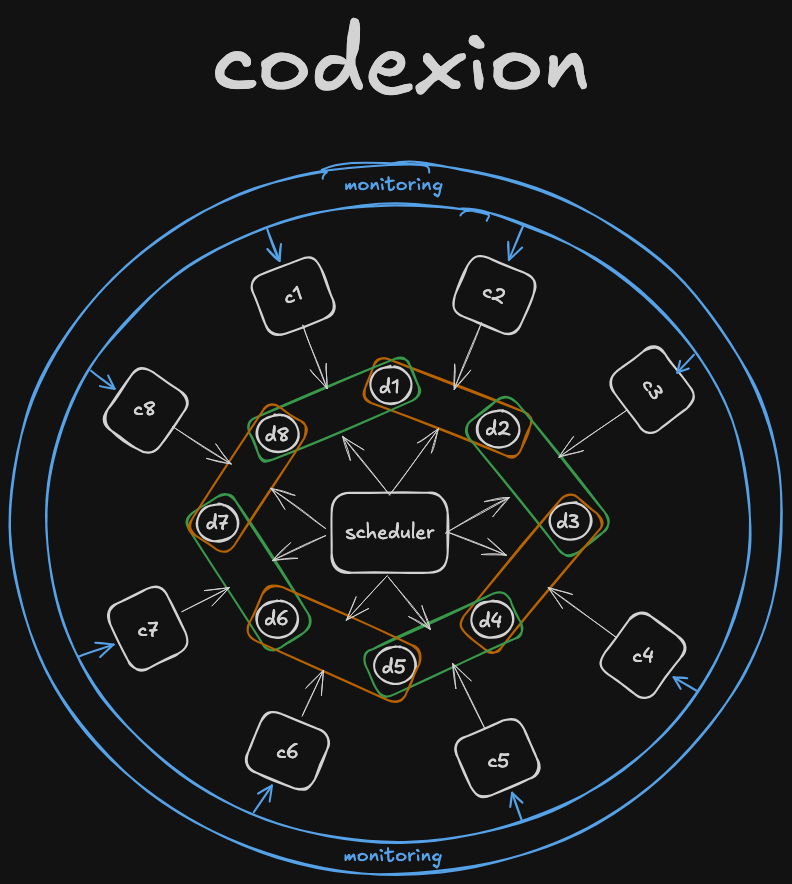 codexion
monitoring
c1
c2
c3
c8
d1
d2
d8
d3
d7
scheduler
d6
d4
d5
c7
c4
c6
c5
monitoring